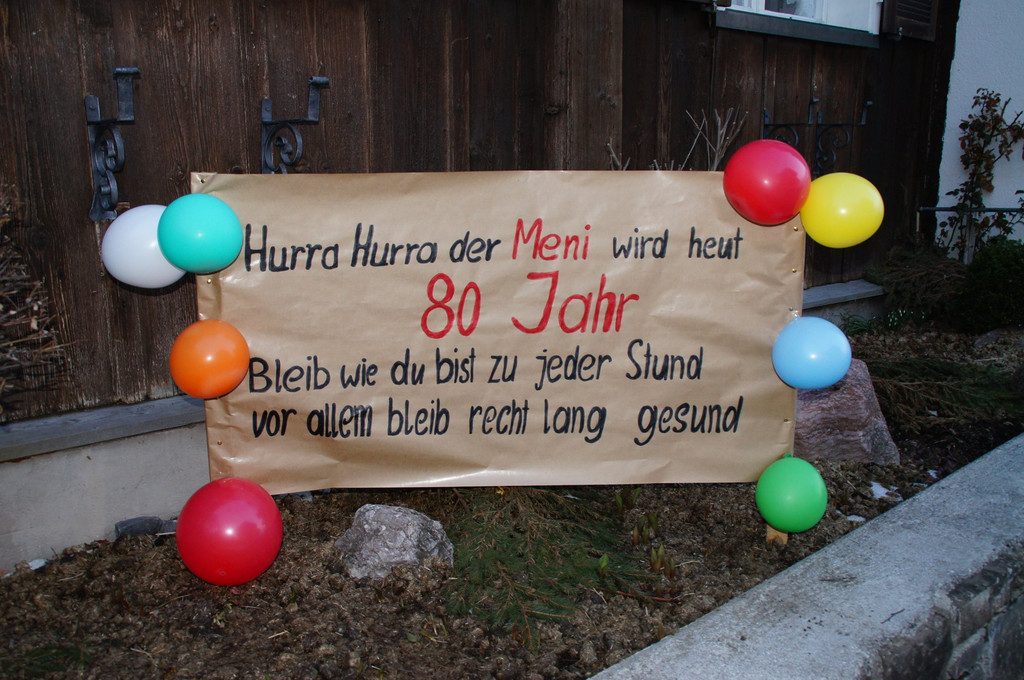 Hurra Hurra der Meni wird heut
80 Jahr
Bleib wie du bist zu jeder Stund
vor allem bleib recht lang gesund